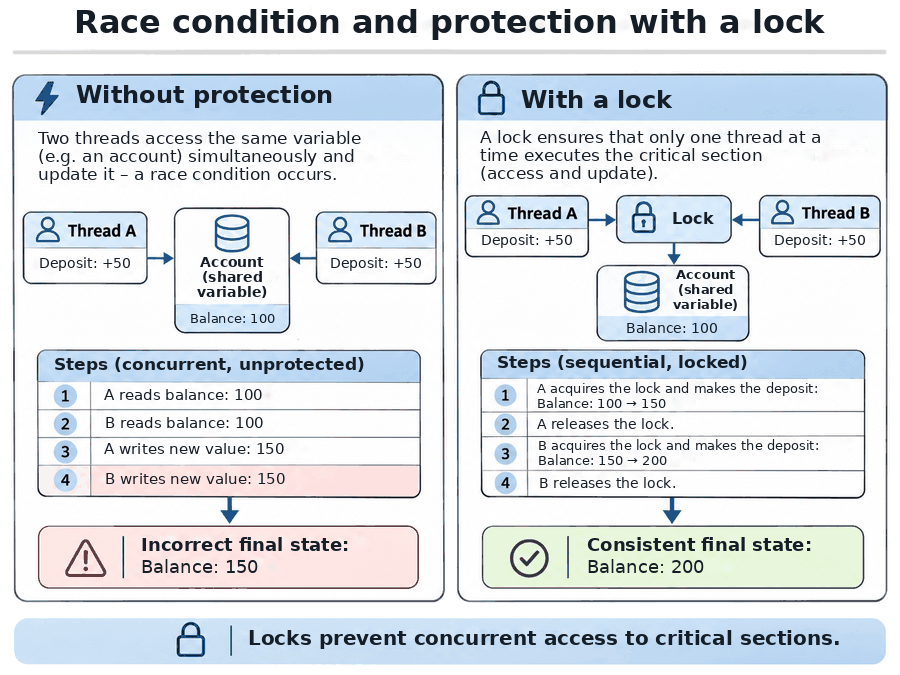 Race condition and protection with a lock
Without protection
Two threads access the same variable
(e.g. an account) simultaneously and
update it – a race condition occurs.
Thread A
Deposit: +50
Account
(shared
variable)
Balance: 100
Thread B
Deposit: +50
Steps (concurrent, unprotected)
1 A reads balance: 100
2 B reads balance: 100
3 A writes new value: 150
4 B writes new value: 150
Incorrect final state:
Balance: 150
With a lock
A lock ensures that only one thread at a
time executes the critical section
(access and update).
Thread A
Deposit: +50
Lock
Thread B
Deposit: +50
Account
(shared
variable)
Balance: 100
Steps (sequential, locked)
1 A acquires the lock and makes the deposit:
Balance: 100 → 150
2 A releases the lock.
3 B acquires the lock and makes the deposit:
Balance: 150 → 200
4 B releases the lock.
Consistent final state:
Balance: 200
Locks prevent concurrent access to critical sections.